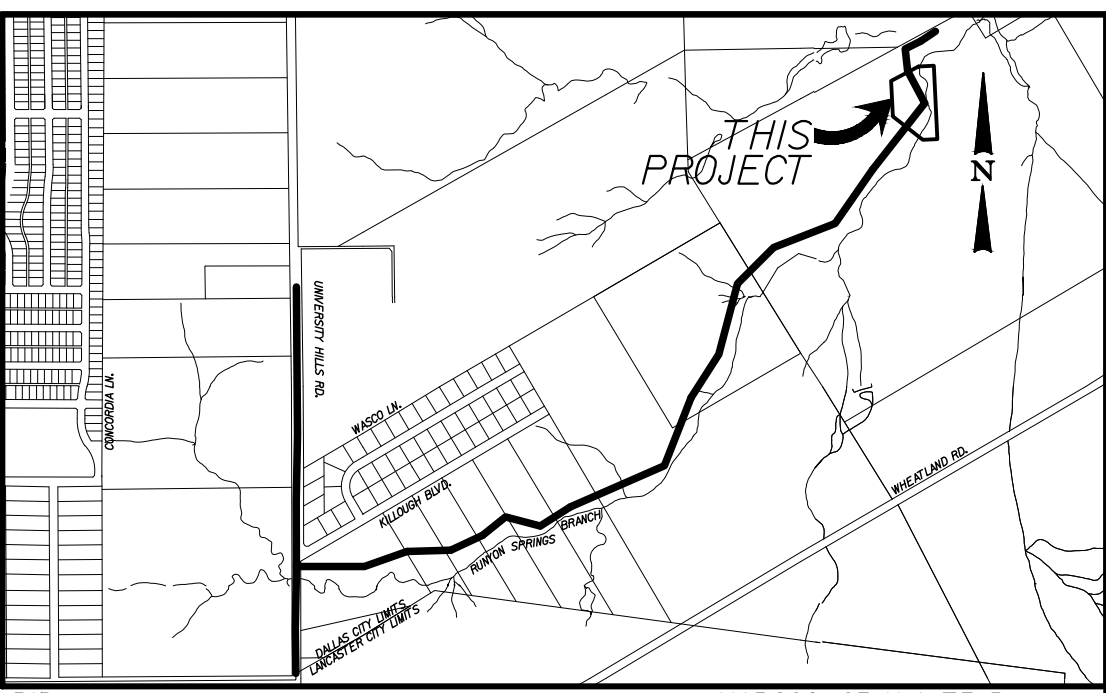 THIS
PROJECT
N
UNIVERSITY HILLS RD.
CONCORDIA LN.
WASCO LN.
KILLOUGH BLVD.
WHEATLAND RD.
RUNYON SPRINGS BRANCH
DALLAS CITY LIMITS
LANCASTER CITY LIMITS